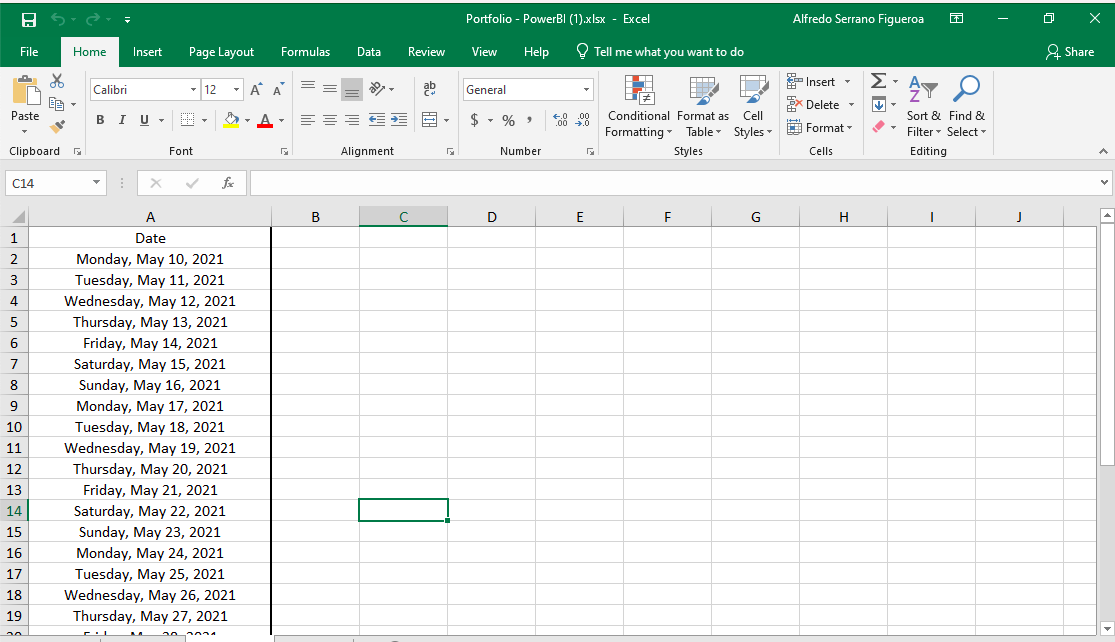 Portfolio - PowerBI (1).xlsx - Excel
Alfredo Serrano Figueroa
File Home Insert Page Layout Formulas Data Review View Help Tell me what you want to do Share
Calibri 12 A A ab c General Insert
Paste Conditional Formatting Format as Table Cell Styles Delete Sort & Filter Find & Select
B I U A $ % , .00 .0 Format
Clipboard Font Alignment Number Styles Cells Editing
C14 fx
A B C D E F G H I J
1 Date
2 Monday, May 10, 2021
3 Tuesday, May 11, 2021
4 Wednesday, May 12, 2021
5 Thursday, May 13, 2021
6 Friday, May 14, 2021
7 Saturday, May 15, 2021
8 Sunday, May 16, 2021
9 Monday, May 17, 2021
10 Tuesday, May 18, 2021
11 Wednesday, May 19, 2021
12 Thursday, May 20, 2021
13 Friday, May 21, 2021
14 Saturday, May 22, 2021
15 Sunday, May 23, 2021
16 Monday, May 24, 2021
17 Tuesday, May 25, 2021
18 Wednesday, May 26, 2021
19 Thursday, May 27, 2021
20 Friday, May 28, 2021